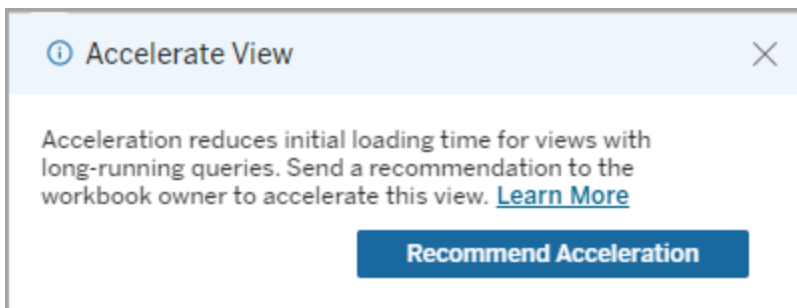 Accelerate View
Acceleration reduces initial loading time for views with
long-running queries. Send a recommendation to the
workbook owner to accelerate this view. Learn More
Recommend Acceleration